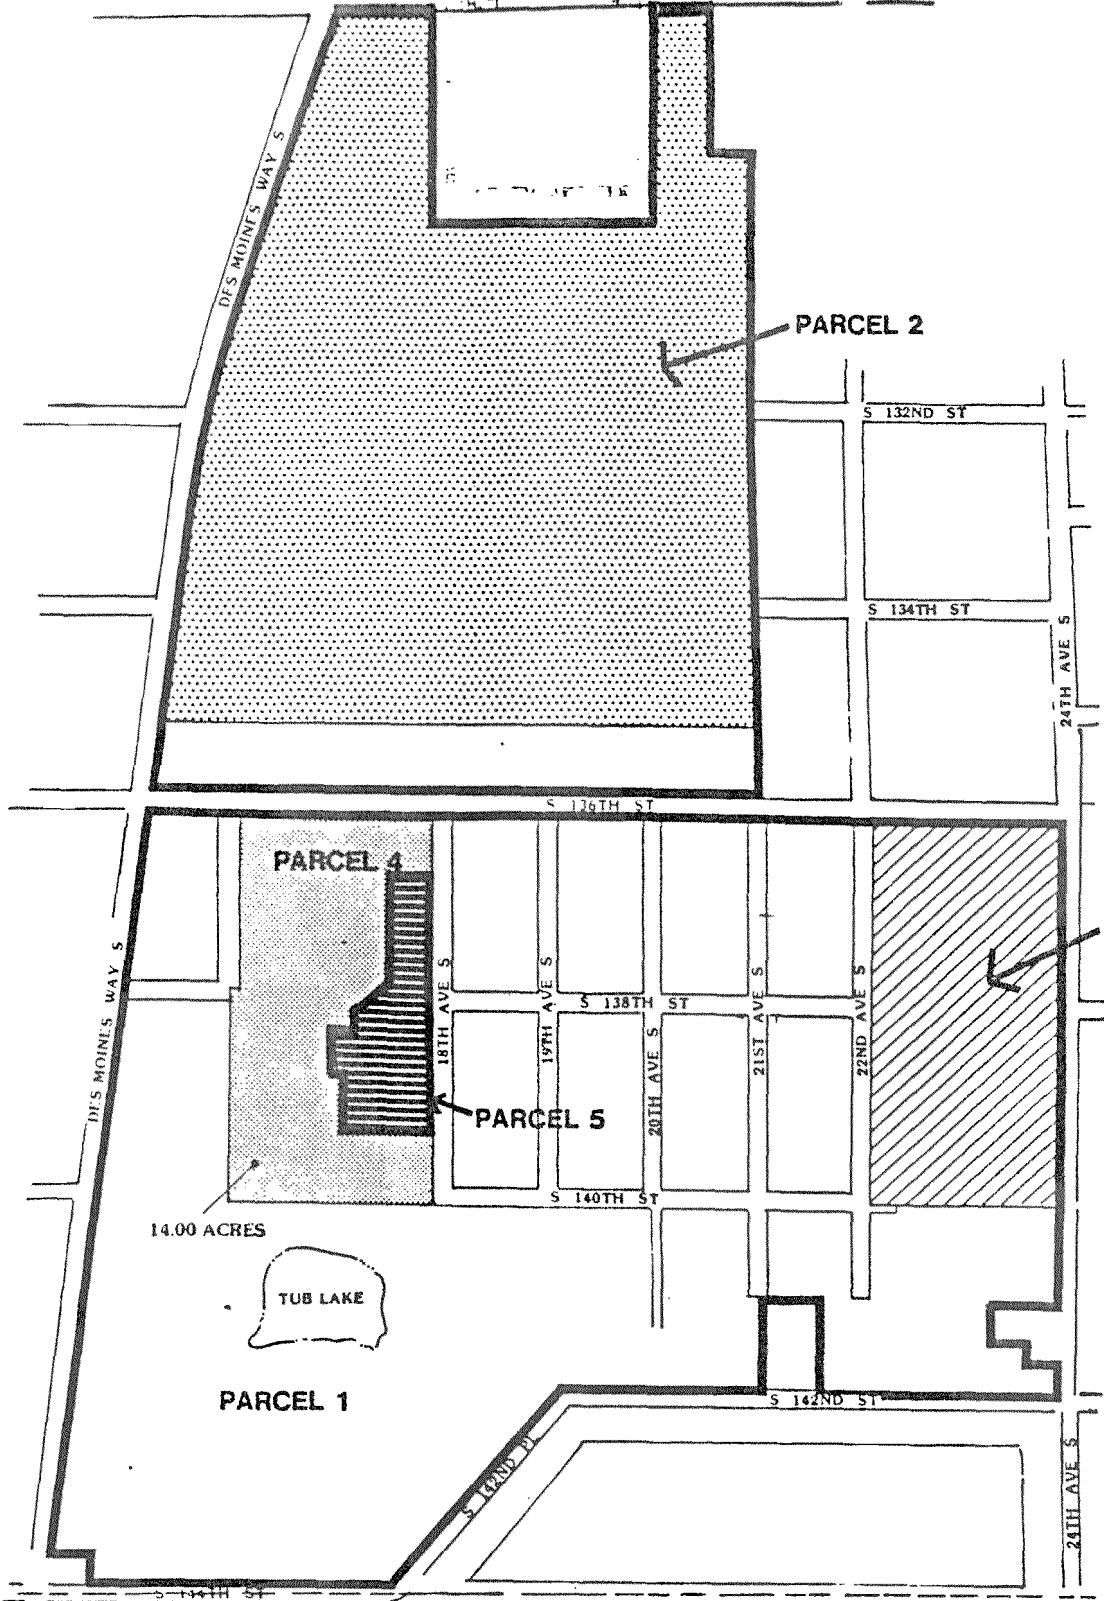 DES MOINES WAY S
PARCEL 2
S 132ND ST
S 134TH ST
24TH AVE S
S 136TH ST
PARCEL 4
DES MOINES WAY S
18TH AVE S
19TH AVE S
S 138TH ST
20TH AVE S
21ST AVE S
22ND AVE S
PARCEL 5
S 140TH ST
14.00 ACRES
TUB LAKE
PARCEL 1
S 142ND ST
S 142ND PL
24TH AVE S
S 144TH ST